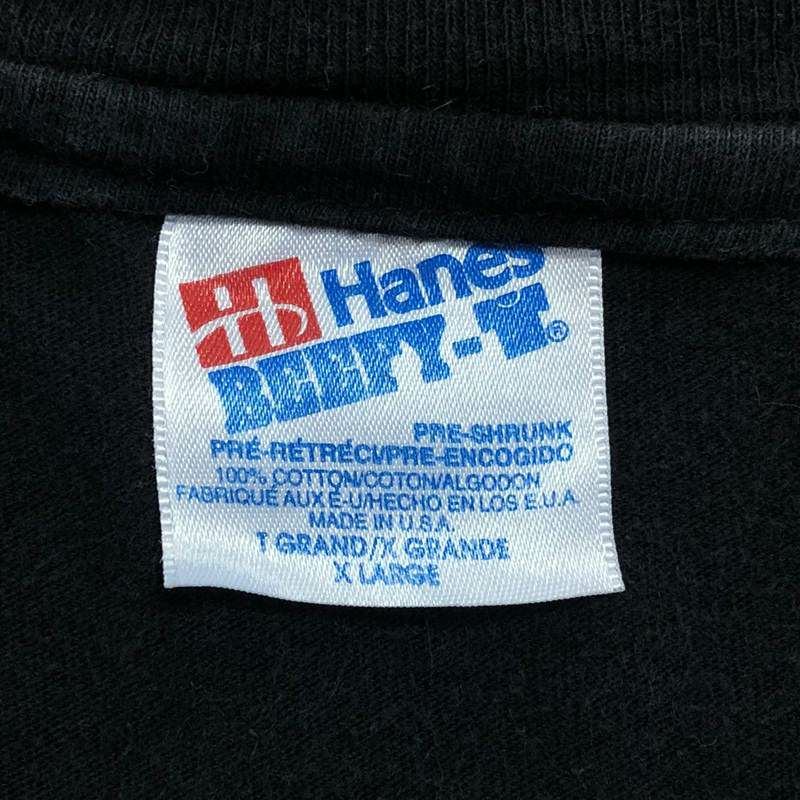 Hanes
BEEFY-T®
PRE-SHRUNK
PRÉ-RÉTRÉCI/PRE-ENCOGIDO
100% COTTON/COTON/ALGODON
FABRIQUÉ AUX É-U/HECHO EN LOS E.U.A.
MADE IN U.S.A.
T GRAND/X GRANDE
X LARGE